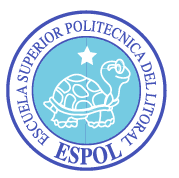 ESCUELA SUPERIOR POLITECNICA DEL LITORAL
ESPOL